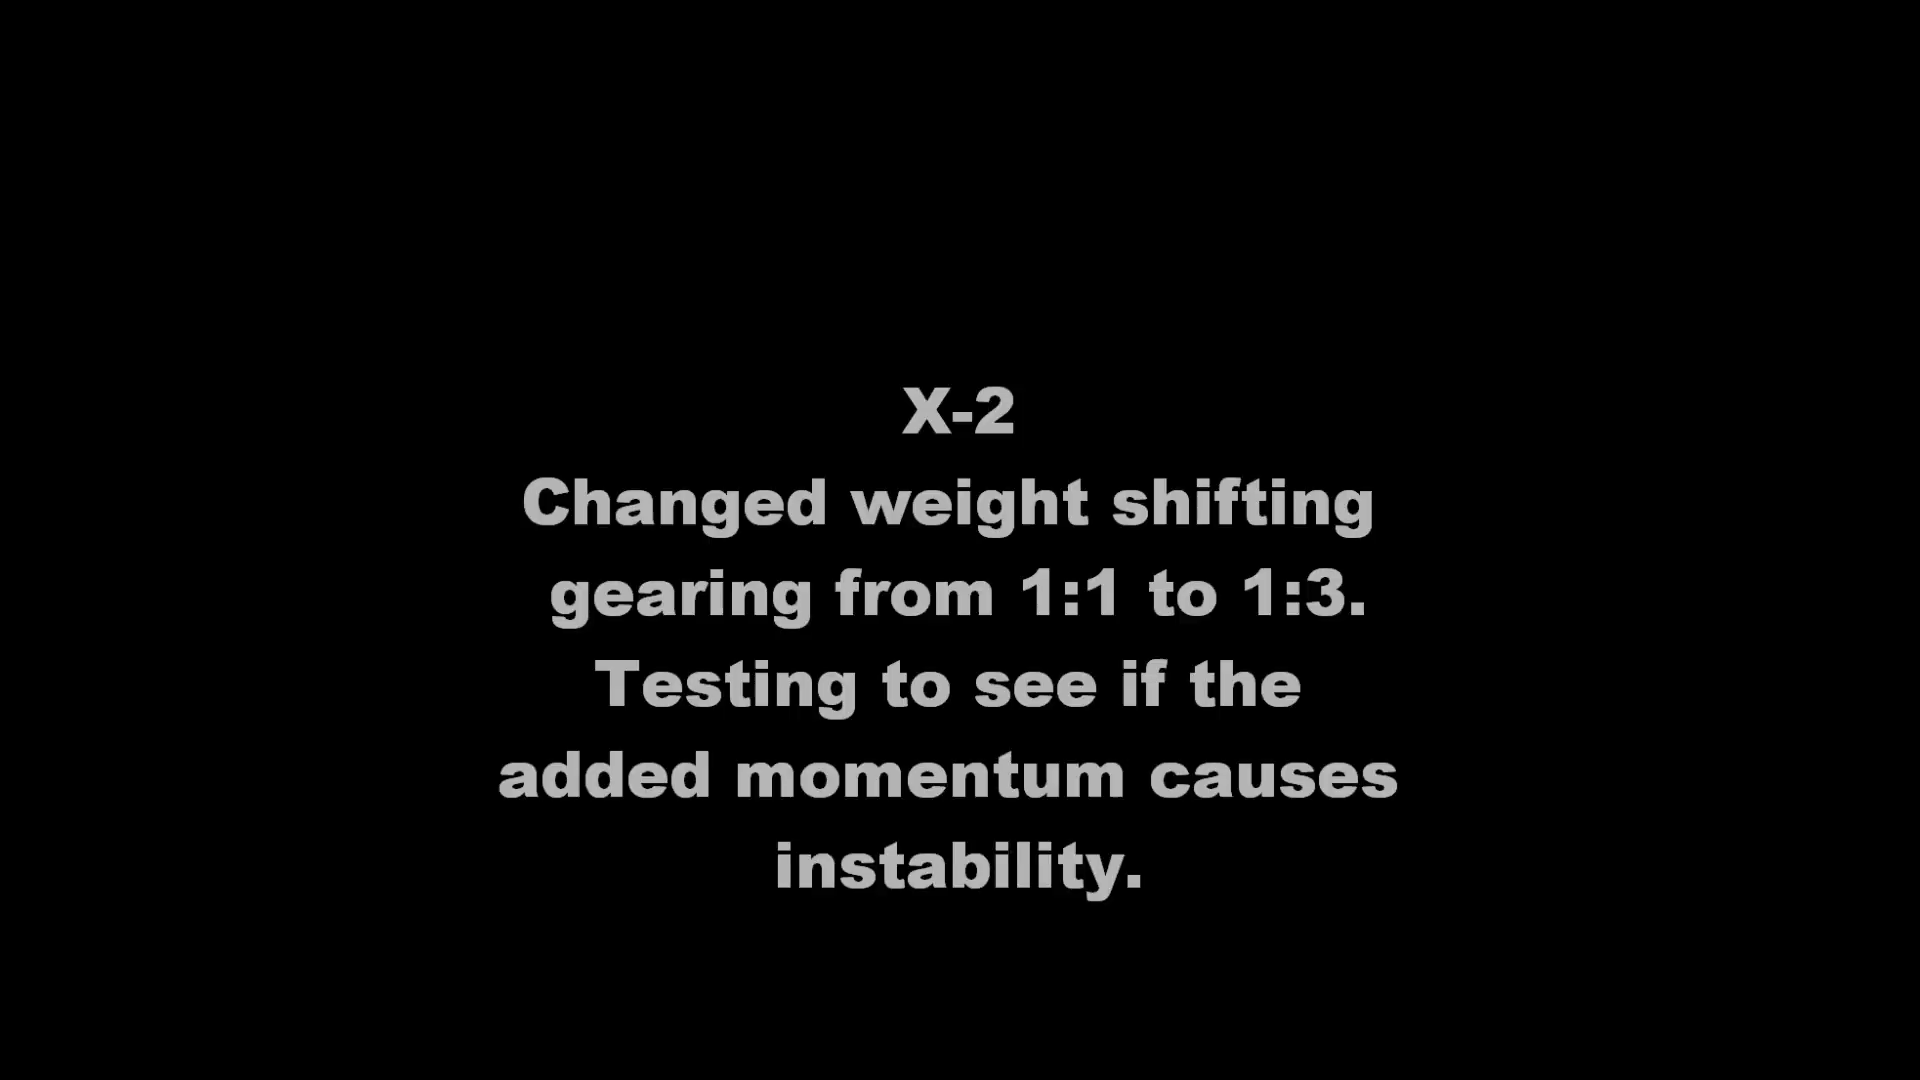 X-2
Changed weight shifting
gearing from 1:1 to 1:3.
Testing to see if the
added momentum causes
instability.